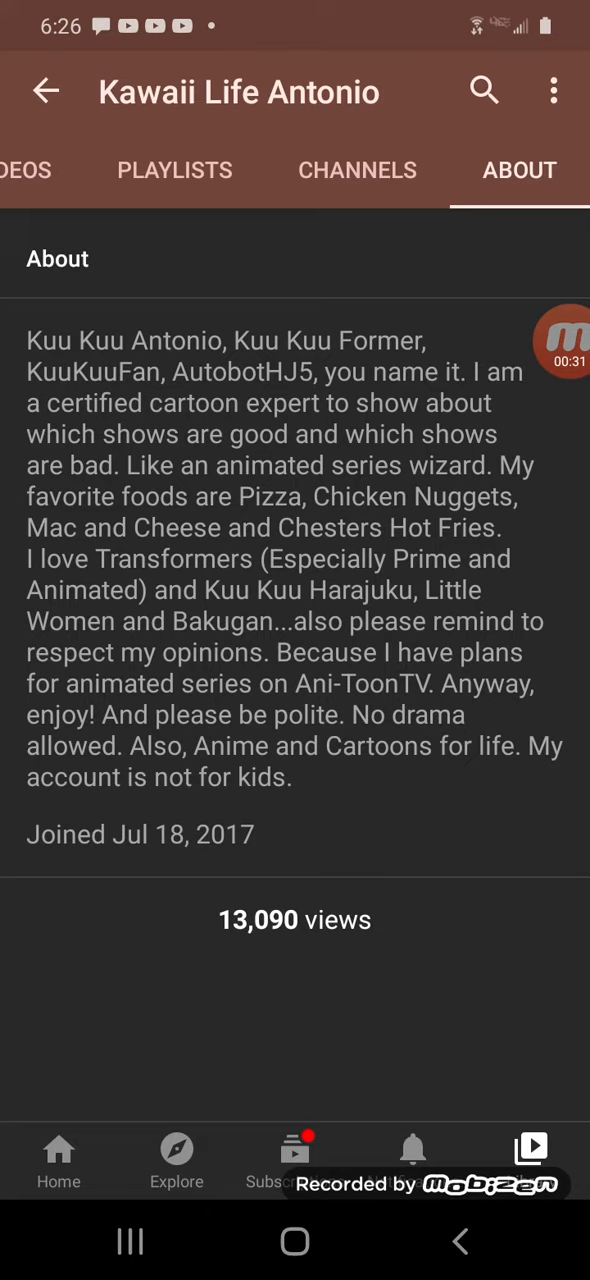 6:26
Kawaii Life Antonio
DEOS PLAYLISTS CHANNELS ABOUT
About
00:31
Kuu Kuu Antonio, Kuu Kuu Former,
KuuKuuFan, AutobotHJ5, you name it. I am
a certified cartoon expert to show about
which shows are good and which shows
are bad. Like an animated series wizard. My
favorite foods are Pizza, Chicken Nuggets,
Mac and Cheese and Chesters Hot Fries.
I love Transformers (Especially Prime and
Animated) and Kuu Kuu Harajuku, Little
Women and Bakugan...also please remind to
respect my opinions. Because I have plans
for animated series on Ani-ToonTV. Anyway,
enjoy! And please be polite. No drama
allowed. Also, Anime and Cartoons for life. My
account is not for kids.
Joined Jul 18, 2017
13,090 views
Home Explore
Recorded by mobizen